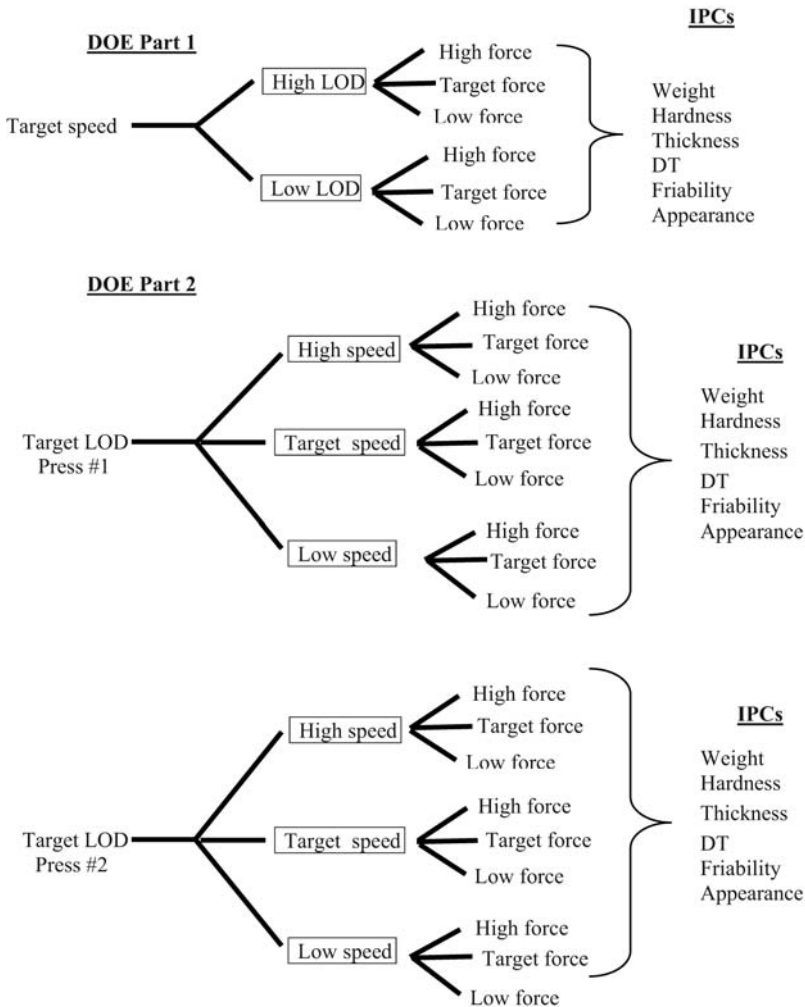 IPCs
DOE Part 1
High force
High LOD
Target force
Low force
Target speed
High force
Low LOD
Target force
Low force
Weight
Hardness
Thickness
DT
Friability
Appearance
DOE Part 2
High force
High speed
Target force
Low force
High force
Target LOD
Press #1
Target speed
Target force
Low force
High force
Low speed
Target force
Low force
IPCs
Weight
Hardness
Thickness
DT
Friability
Appearance
High force
High speed
Target force
Low force
High force
Target LOD
Press #2
Target speed
Target force
Low force
High force
Low speed
Target force
Low force
IPCs
Weight
Hardness
Thickness
DT
Friability
Appearance